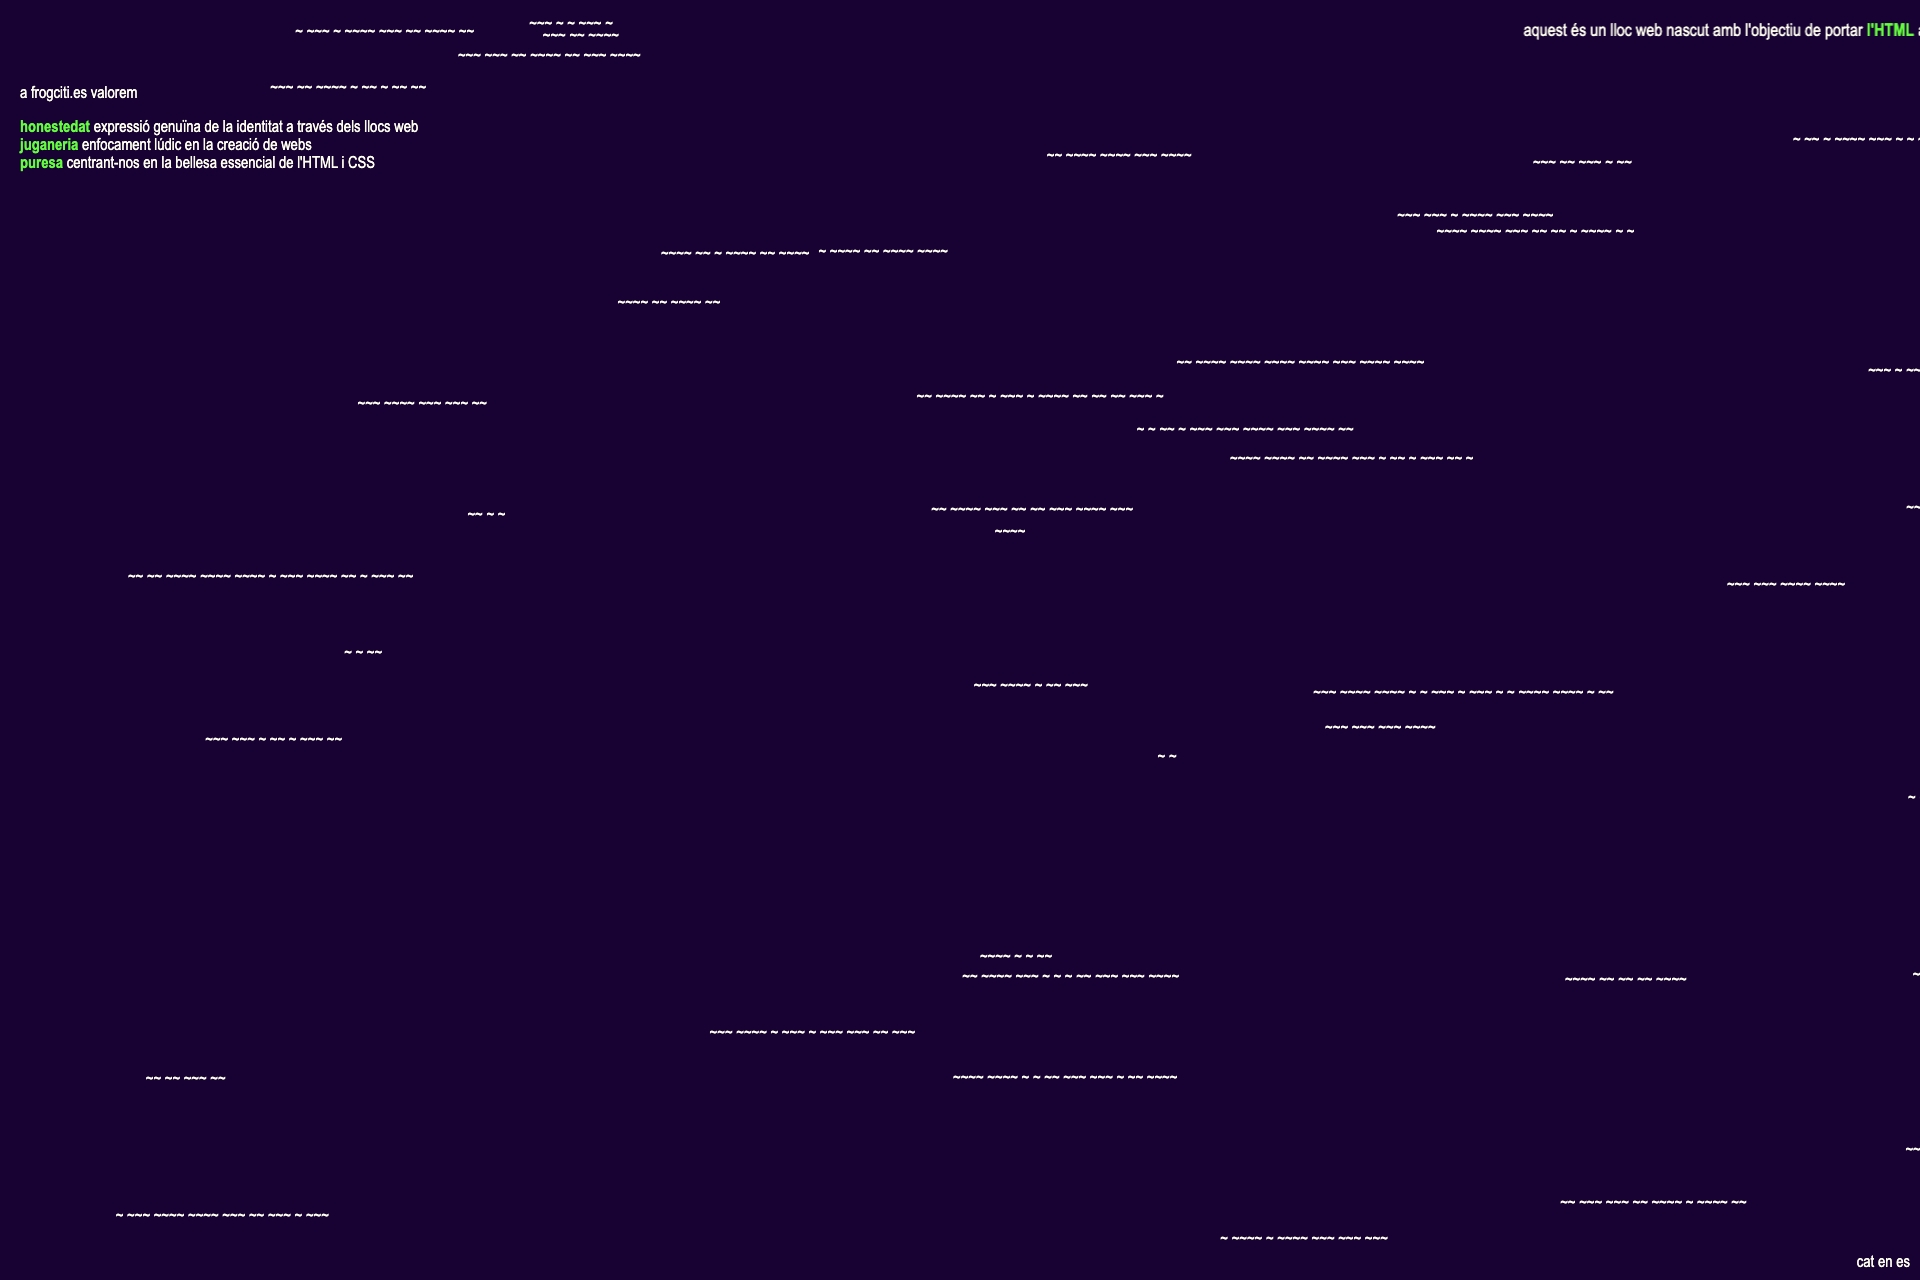 aquest és un lloc web nascut amb l'objectiu de portar l'HTML
a frogciti.es valorem
honestedat expressió genuïna de la identitat a través dels llocs web
juganeria enfocament lúdic en la creació de webs
puresa centrant-nos en la bellesa essencial de l'HTML i CSS
cat en es